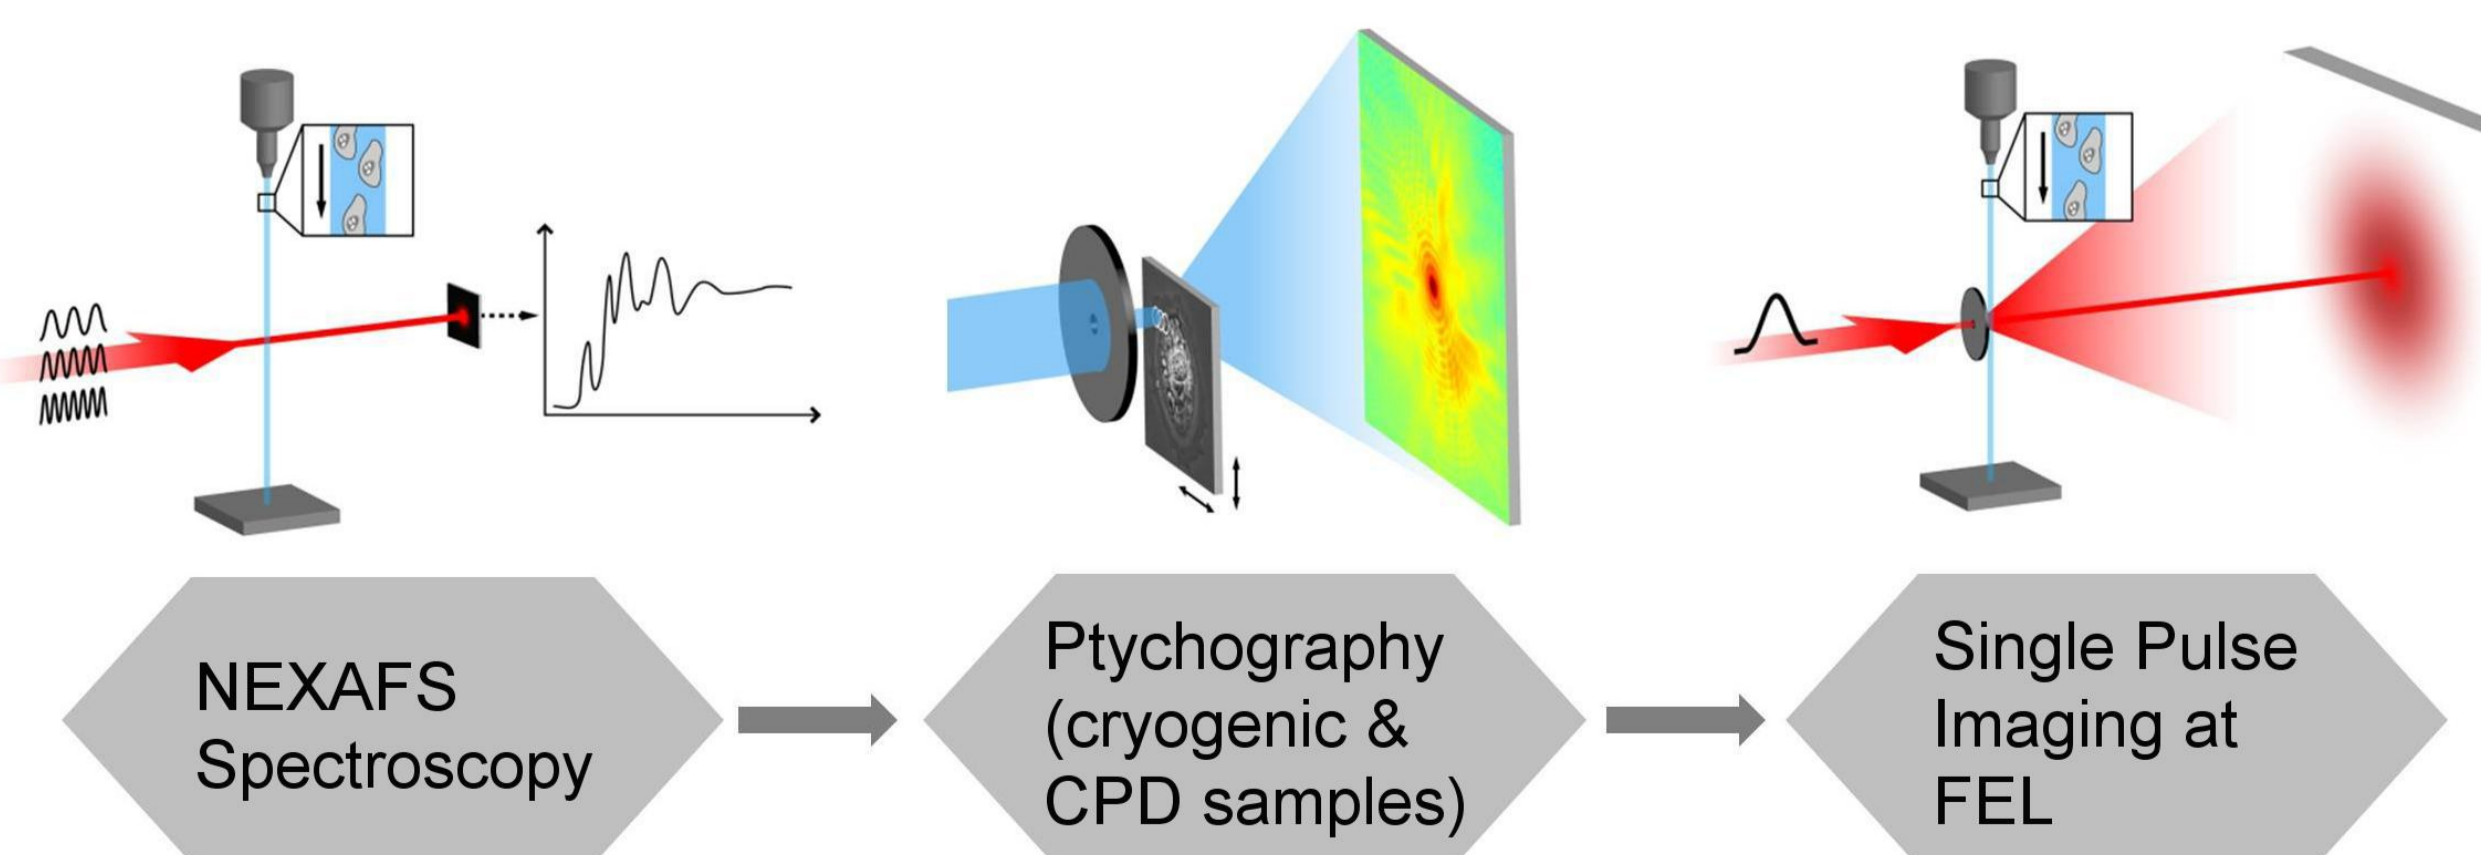 NEXAFS
Spectroscopy
Ptychography
(cryogenic &
CPD samples)
Single Pulse
Imaging at
FEL